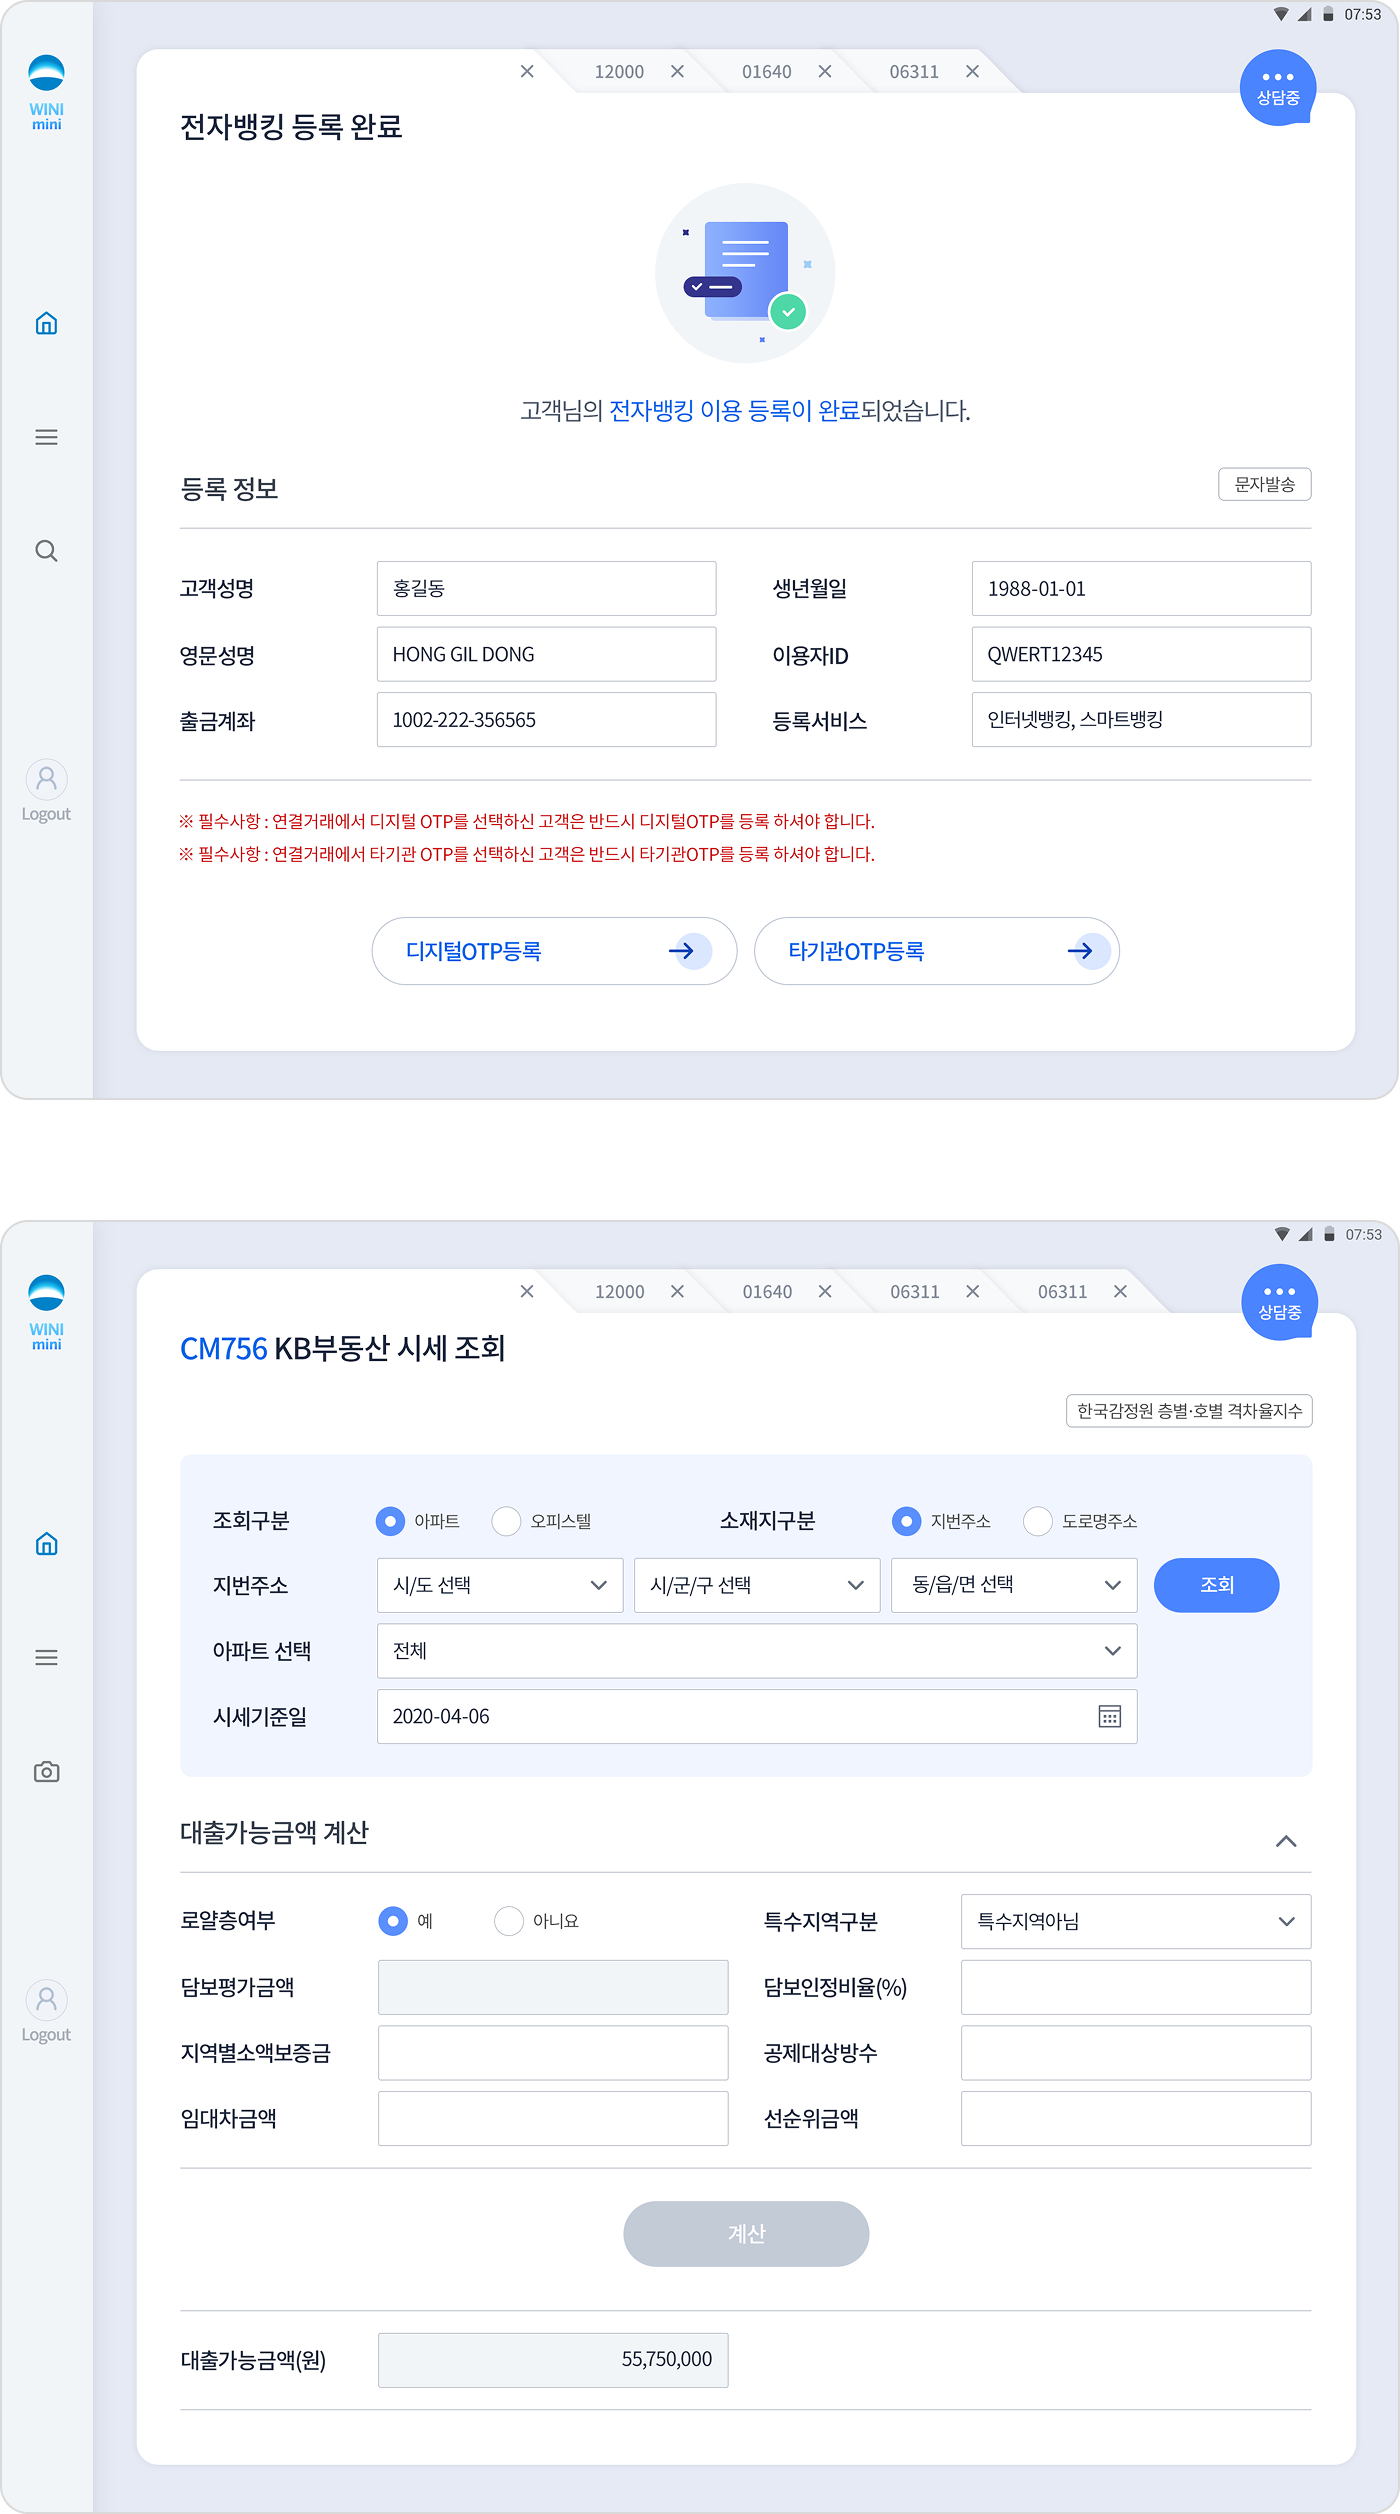 07:53
WINI
mini
12000
01640
06311
상담중
전자뱅킹 등록 완료
고객님의 전자뱅킹 이용 등록이 완료되었습니다.
등록 정보
문자발송
고객성명
홍길동
생년월일
1988-01-01
영문성명
HONG GIL DONG
이용자ID
QWERT12345
출금계좌
1002-222-356565
등록서비스
인터넷뱅킹, 스마트뱅킹
Logout
※ 필수사항 : 연결거래에서 디지털 OTP를 선택하신 고객은 반드시 디지털OTP를 등록 하셔야 합니다.
※ 필수사항 : 연결거래에서 타기관 OTP를 선택하신 고객은 반드시 타기관OTP를 등록 하셔야 합니다.
디지털OTP등록
타기관OTP등록
07:53
WINI
mini
12000
01640
06311
06311
상담중
CM756 KB부동산 시세 조회
한국감정원 층별·호별 격차율지수
조회구분
아파트
오피스텔
소재지구분
지번주소
도로명주소
지번주소
시/도 선택
시/군/구 선택
동/읍/면 선택
조회
아파트 선택
전체
시세기준일
2020-04-06
대출가능금액 계산
로얄층여부
예
아니요
특수지역구분
특수지역아님
담보평가금액
담보인정비율(%)
Logout
지역별소액보증금
공제대상방수
임대차금액
선순위금액
계산
대출가능금액(원)
55,750,000